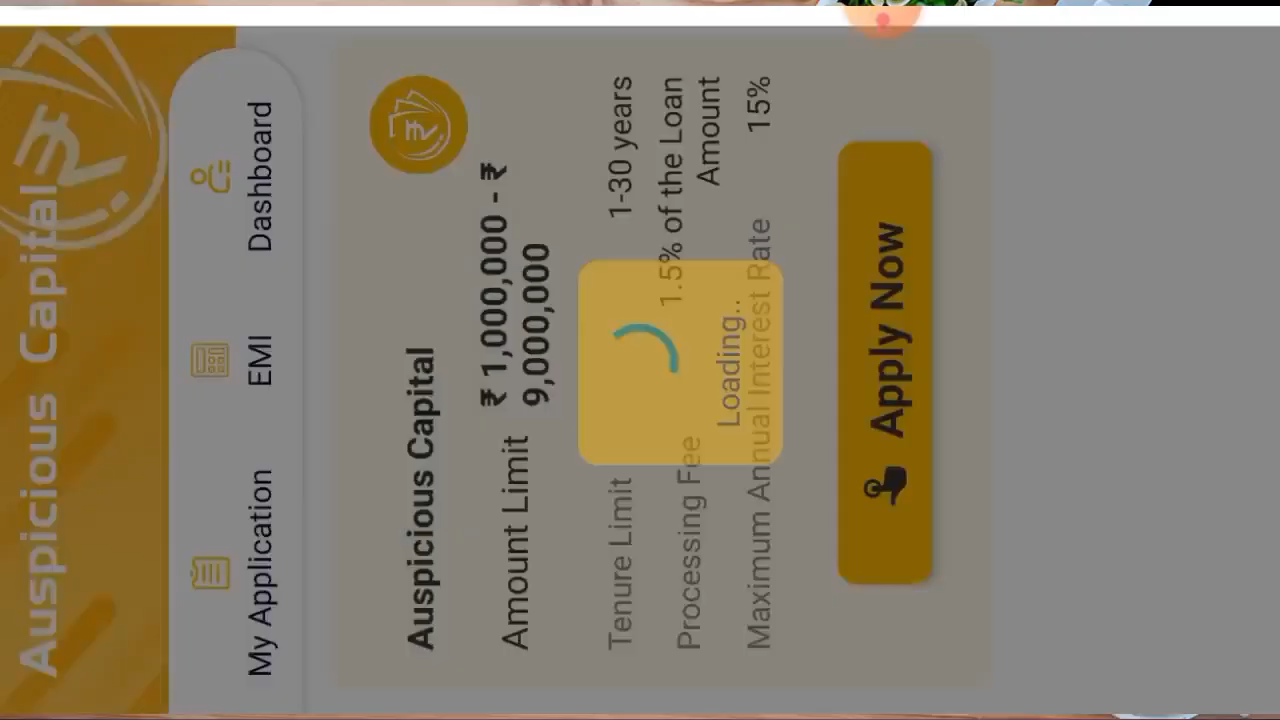 Auspicious Capital
My Application
EMI
Dashboard
Auspicious Capital
Amount Limit
₹ 1,000,000 - ₹
9,000,000
Tenure Limit
1-30 years
Processing Fee
1.5% of the Loan
Amount
Maximum Annual Interest Rate
15%
Loading..
Apply Now